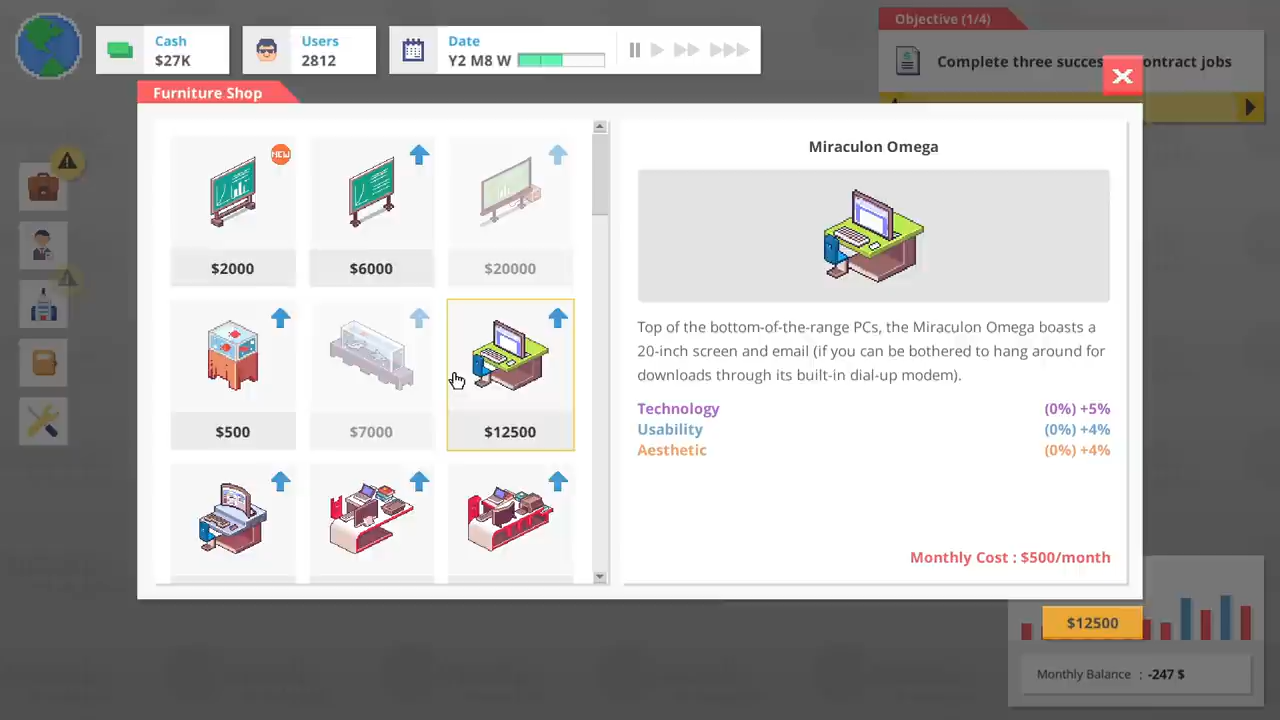 Cash
$27K
Users
2812
Date
Y2 M8 W
Objective (1/4)
Complete three succes ontract jobs
Furniture Shop
NEW
$2000
$6000
$20000
$500
$7000
$12500
Miraculon Omega
Top of the bottom-of-the-range PCs, the Miraculon Omega boasts a
20-inch screen and email (if you can be bothered to hang around for
downloads through its built-in dial-up modem).
Technology (0%) +5%
Usability (0%) +4%
Aesthetic (0%) +4%
Monthly Cost : $500/month
$12500
Monthly Balance : -247 $